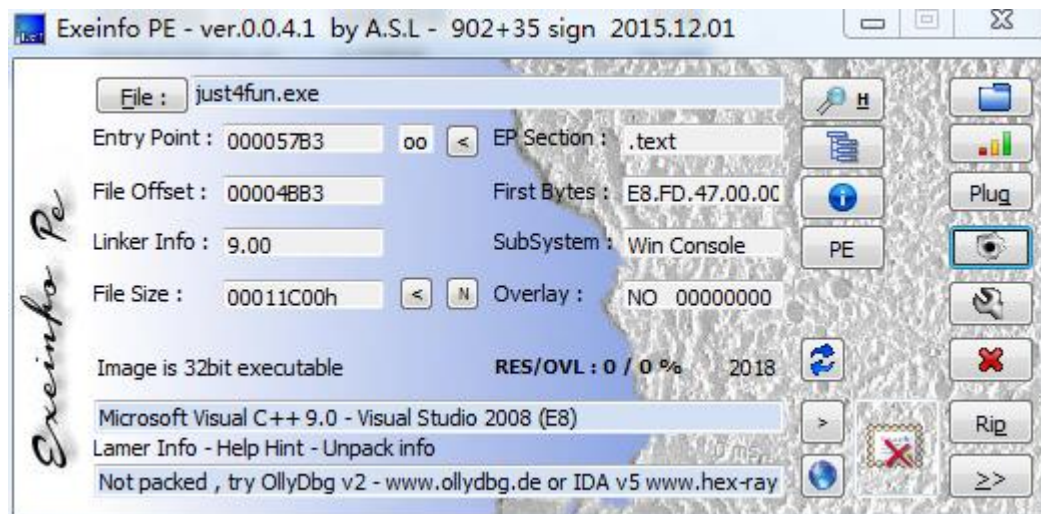 Exeinfo PE - ver.0.0.4.1 by A.S.L - 902+35 sign 2015.12.01
File : just4fun.exe H
Entry Point : 000057B3 oo < EP Section : .text
File Offset : 00004BB3 First Bytes : E8.FD.47.00.00 Plug
Linker Info : 9.00 SubSystem : Win Console PE
File Size : 00011C00h < N Overlay : NO 00000000
Image is 32bit executable RES/OVL : 0 / 0 % 2018
Microsoft Visual C++ 9.0 - Visual Studio 2008 (E8) > Rip
Lamer Info - Help Hint - Unpack info
Not packed , try OllyDbg v2 - www.ollydbg.de or IDA v5 www.hex-ray >>
Exeinfo Pe